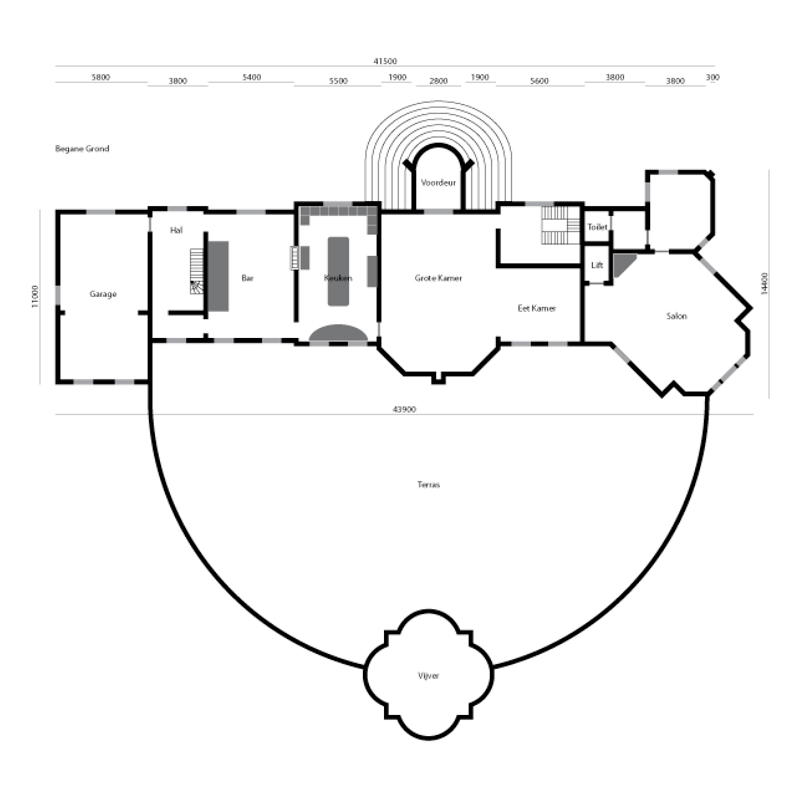 41500
5800 3800 5400 5500 1900 2800 1900 5600 3800 3800 300
Begane Grond
Voordeur
Hal
Toilet
Lift
Bar
Keuken
Grote Kamer
Garage
Eet Kamer
Salon
11000
14400
43900
Terras
Vijver